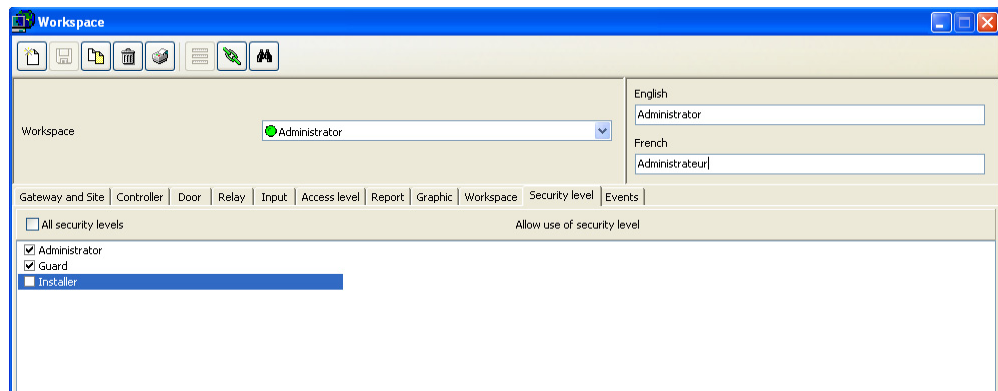 Workspace
English
Administrator
Workspace
Administrator
French
Administrateur
Gateway and Site Controller Door Relay Input Access level Report Graphic Workspace Security level Events
All security levels Allow use of security level
Administrator
Guard
Installer